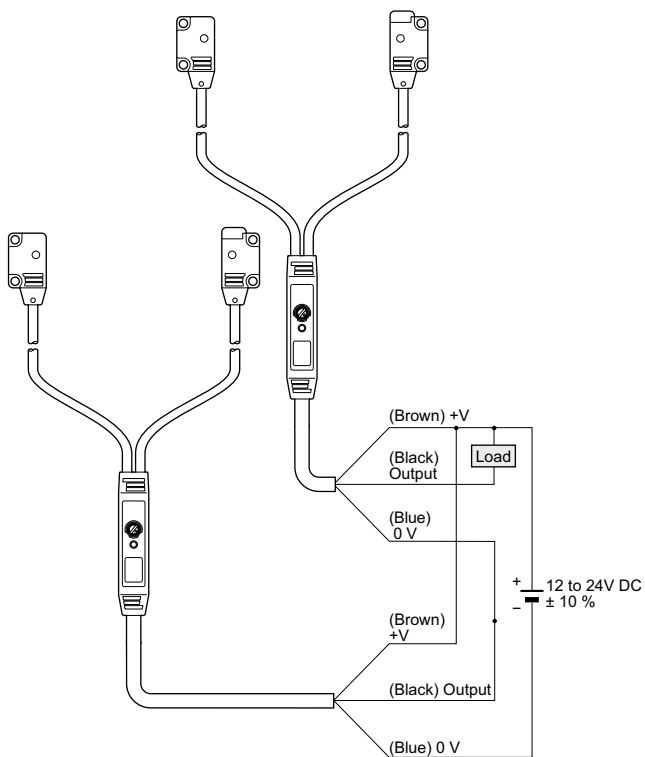 (Brown) +V
(Black)
Output
Load
(Blue)
0 V
+
12 to 24V DC
−
± 10 %
(Brown)
+V
(Black) Output
(Blue) 0 V